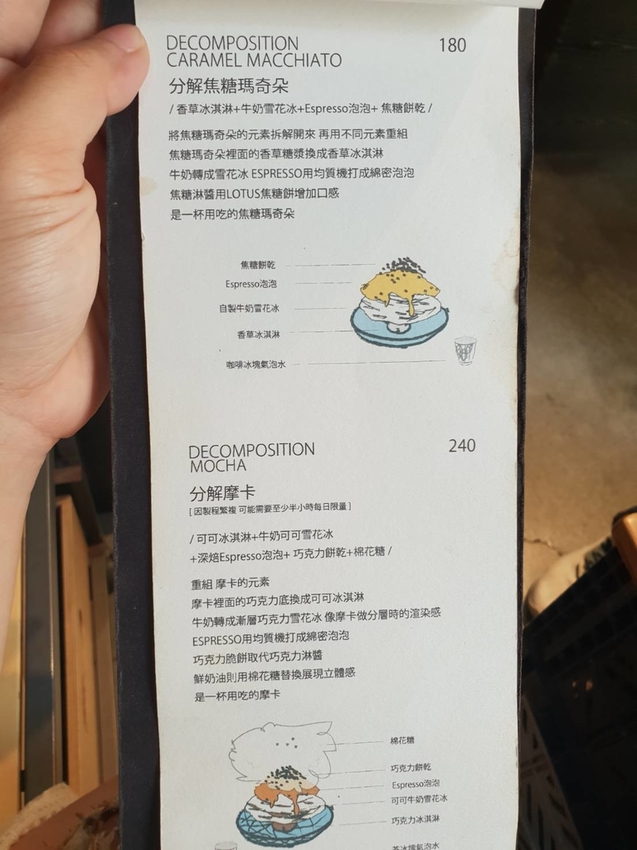 DECOMPOSITION
CARAMEL MACCHIATO
180
分解焦糖瑪奇朵
/ 香草冰淇淋+牛奶雪花冰+Espresso泡泡+ 焦糖餅乾 /
將焦糖瑪奇朵的元素拆解開來 再用不同元素重組
焦糖瑪奇朵裡面的香草糖漿換成香草冰淇淋
牛奶轉成雪花冰 ESPRESSO用均質機打成綿密泡泡
焦糖淋醬用LOTUS焦糖餅增加口感
是一杯用吃的焦糖瑪奇朵
焦糖餅乾
Espresso泡泡
自製牛奶雪花冰
香草冰淇淋
咖啡冰塊氣泡水
DECOMPOSITION
MOCHA
240
分解摩卡
[ 因製程繁複 可能需要至少半小時每日限量 ]
/ 可可冰淇淋+牛奶可可雪花冰
+深焙Espresso泡泡+ 巧克力餅乾+棉花糖 /
重組 摩卡的元素
摩卡裡面的巧克力底換成可可冰淇淋
牛奶轉成漸層巧克力雪花冰 像摩卡做分層時的渲染感
ESPRESSO用均質機打成綿密泡泡
巧克力脆餅取代巧克力淋醬
鮮奶油則用棉花糖替換展現立體感
是一杯用吃的摩卡
棉花糖
巧克力餅乾
Espresso泡泡
可可牛奶雪花冰
巧克力冰淇淋
茶冰塊氣泡水